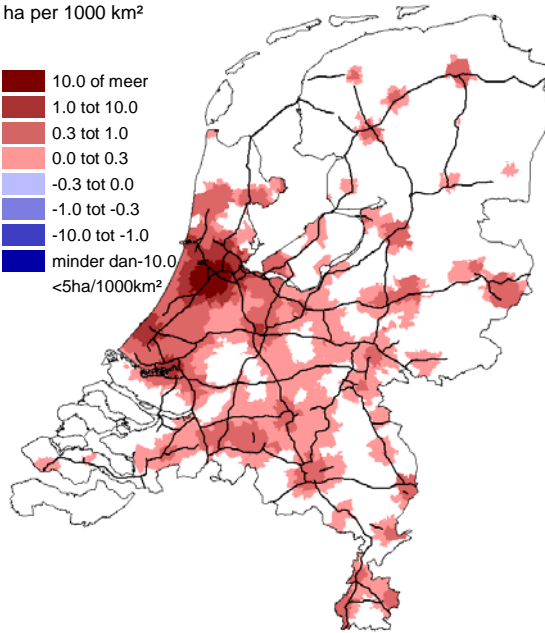 ha per 1000 km²
10.0 of meer
1.0 tot 10.0
0.3 tot 1.0
0.0 tot 0.3
-0.3 tot 0.0
-1.0 tot -0.3
-10.0 tot -1.0
minder dan-10.0
<5ha/1000km²